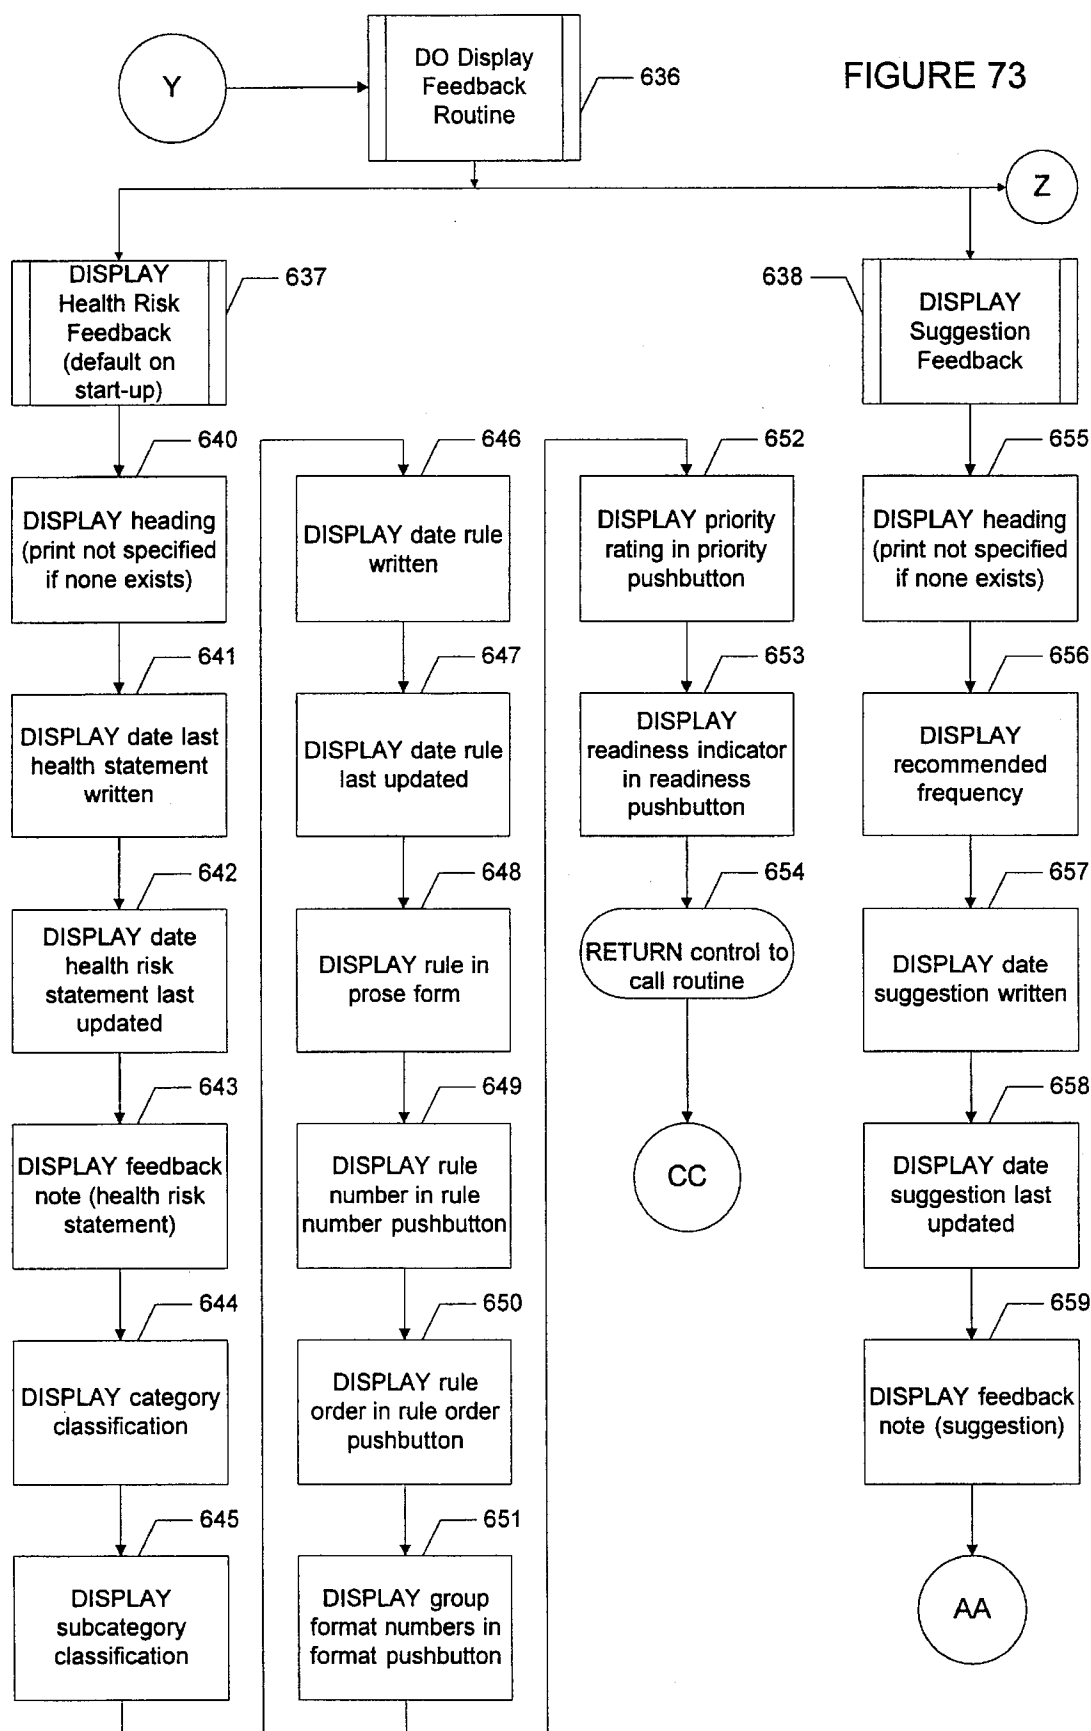 Y
DO Display
Feedback
Routine
636
FIGURE 73
Z
DISPLAY
Health Risk
Feedback
(default on
start-up)
637
638
DISPLAY
Suggestion
Feedback
640
DISPLAY heading
(print not specified
if none exists)
641
DISPLAY date last
health statement
written
642
DISPLAY date
health risk
statement last
updated
643
DISPLAY feedback
note (health risk
statement)
644
DISPLAY category
classification
645
DISPLAY
subcategory
classification
646
DISPLAY date rule
written
647
DISPLAY date rule
last updated
648
DISPLAY rule in
prose form
649
DISPLAY rule
number in rule
number pushbutton
650
DISPLAY rule
order in rule order
pushbutton
651
DISPLAY group
format numbers in
format pushbutton
652
DISPLAY priority
rating in priority
pushbutton
653
DISPLAY
readiness indicator
in readiness
pushbutton
654
RETURN control to
call routine
CC
655
DISPLAY heading
(print not specified
if none exists)
656
DISPLAY
recommended
frequency
657
DISPLAY date
suggestion written
658
DISPLAY date
suggestion last
updated
659
DISPLAY feedback
note (suggestion)
AA